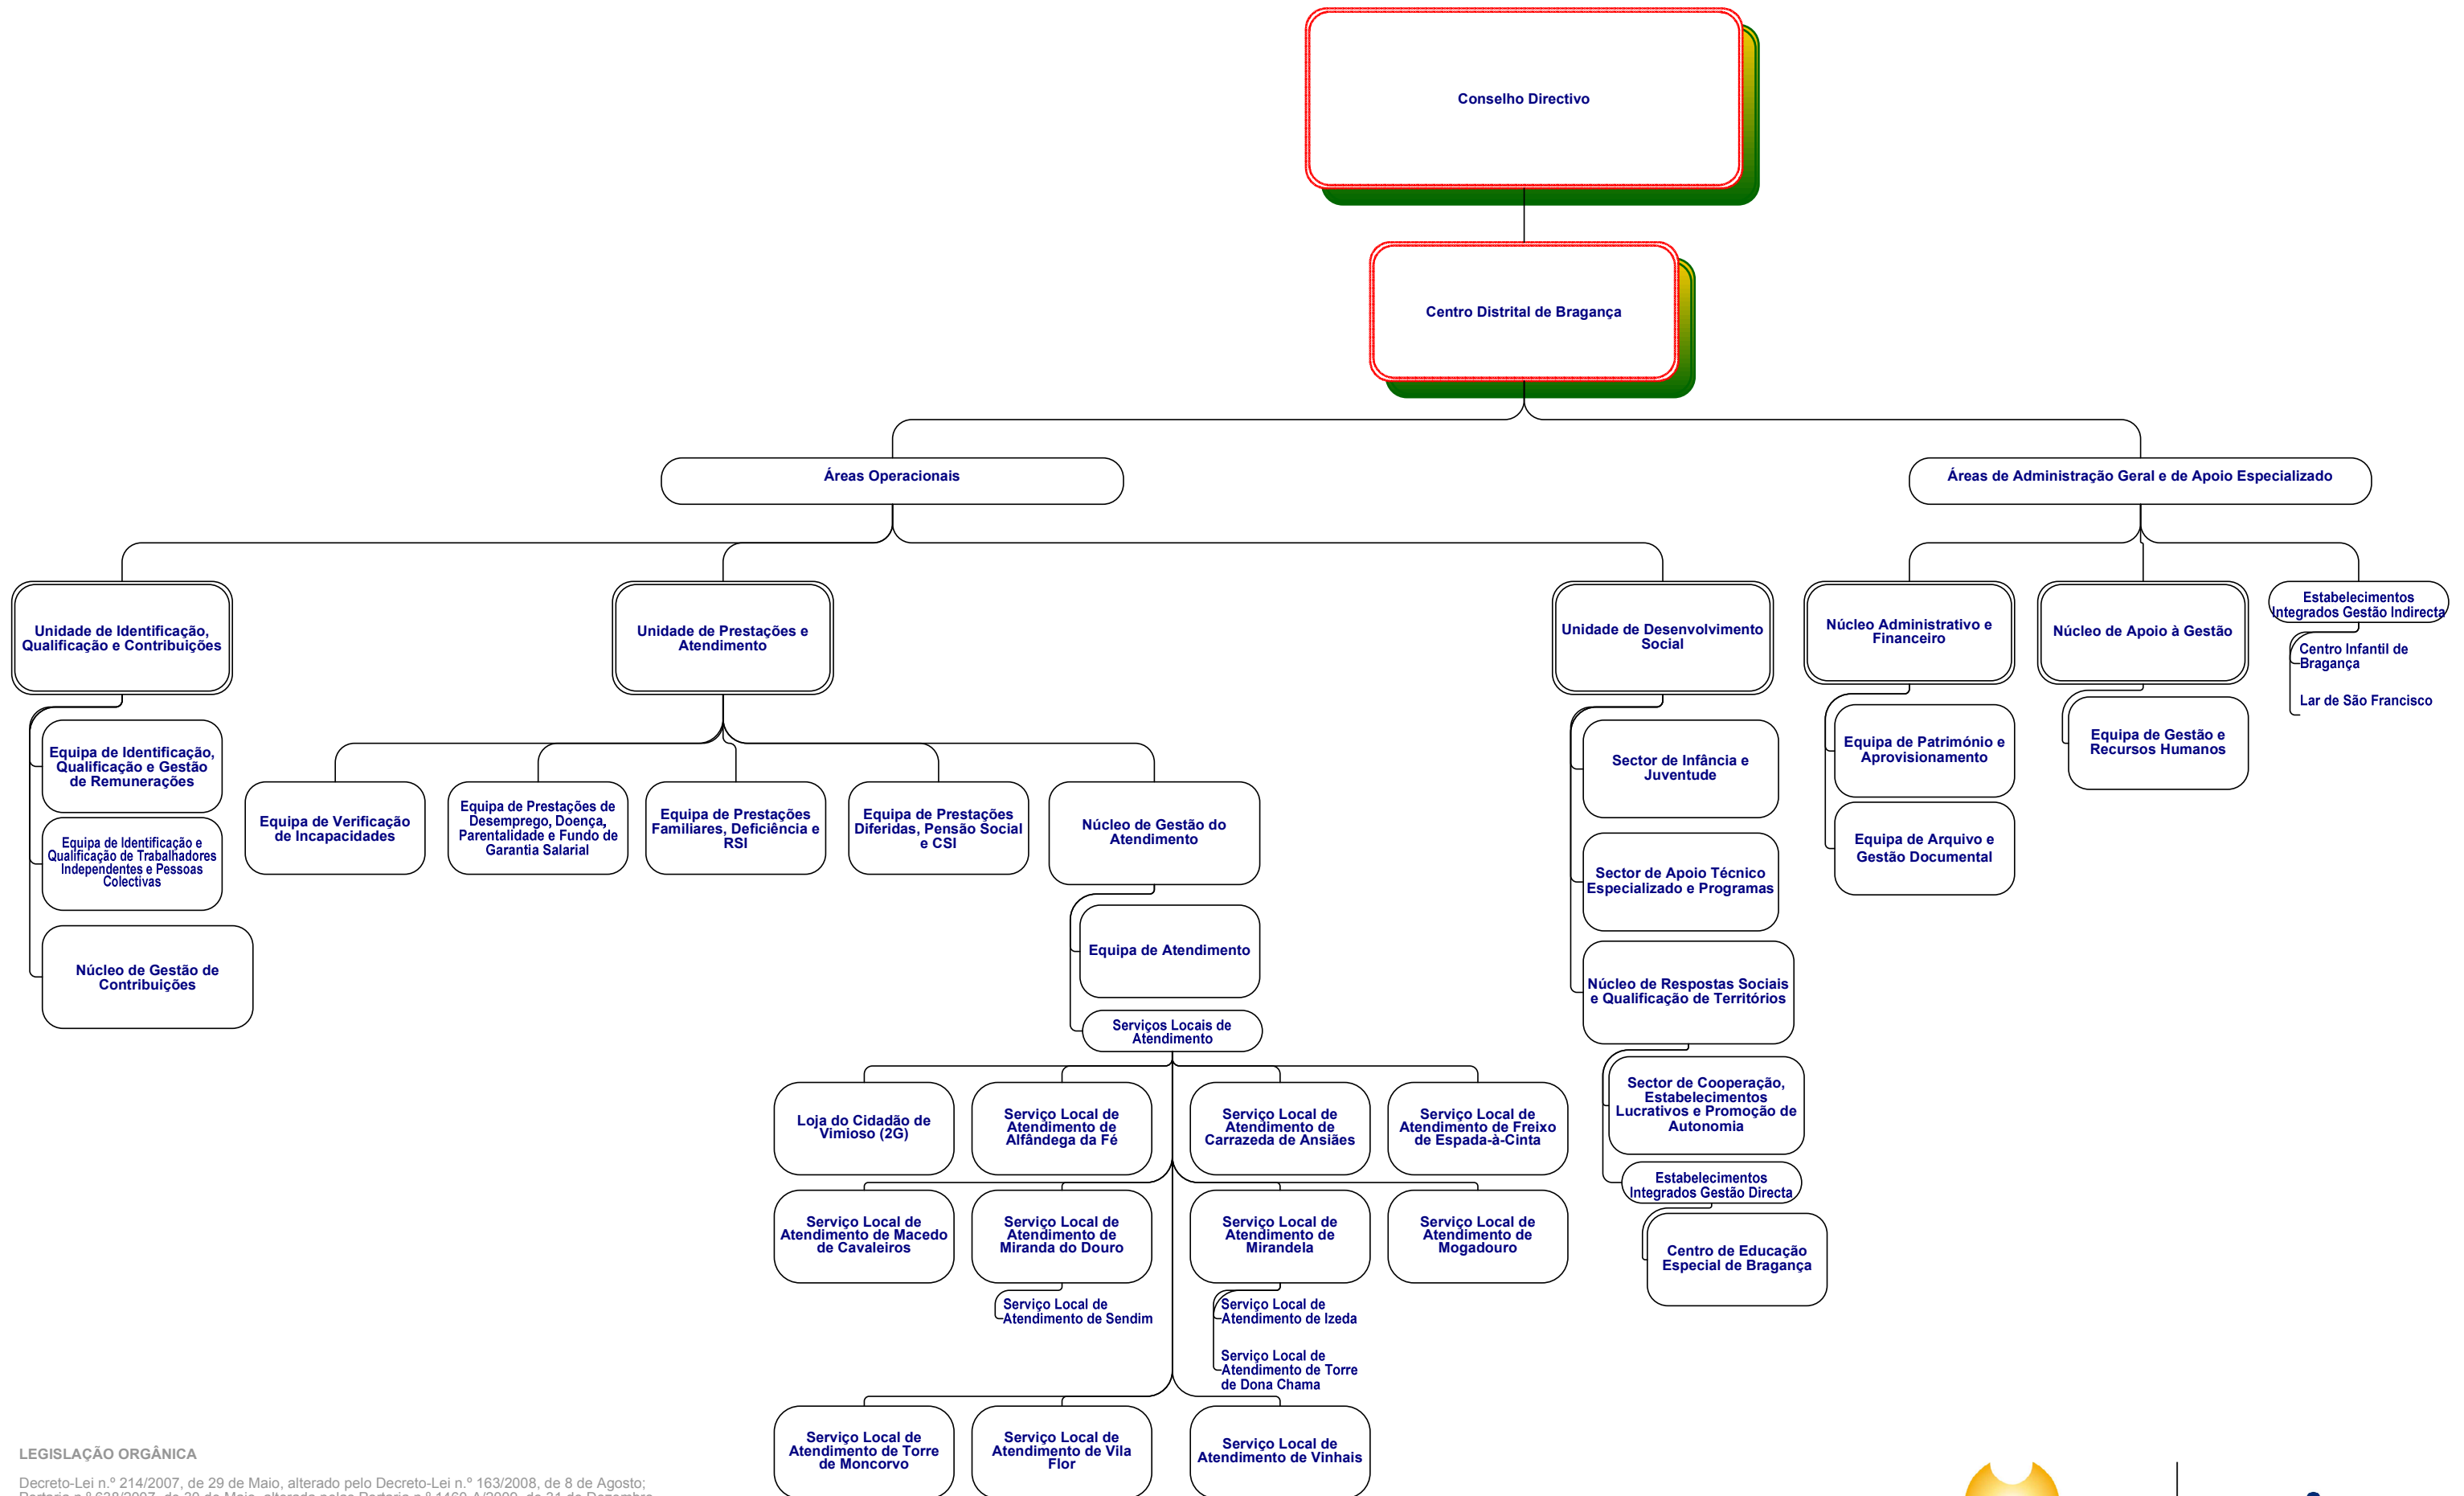 Conselho Directivo
Centro Distrital de Bragança
Áreas Operacionais
Áreas de Administração Geral e de Apoio Especializado
Unidade de Identificação,
Qualificação e Contribuições
Unidade de Prestações e
Atendimento
Unidade de Desenvolvimento
Social
Núcleo Administrativo e
Financeiro
Núcleo de Apoio à Gestão
Estabelecimentos
Integrados Gestão Indirecta
Centro Infantil de
Bragança
Lar de São Francisco
Equipa de Identificação,
Qualificação e Gestão
de Remunerações
Equipa de Identificação e
Qualificação de Trabalhadores
Independentes e Pessoas
Colectivas
Núcleo de Gestão de
Contribuições
Equipa de Verificação
de Incapacidades
Equipa de Prestações de
Desemprego, Doença,
Parentalidade e Fundo de
Garantia Salarial
Equipa de Prestações
Familiares, Deficiência e
RSI
Equipa de Prestações
Diferidas, Pensão Social
e CSI
Núcleo de Gestão do
Atendimento
Equipa de Atendimento
Serviços Locais de
Atendimento
Loja do Cidadão de
Vimioso (2G)
Serviço Local de
Atendimento de
Alfândega da Fé
Serviço Local de
Atendimento de
Carrazeda de Ansiães
Serviço Local de
Atendimento de Freixo
de Espada-à-Cinta
Serviço Local de
Atendimento de Macedo
de Cavaleiros
Serviço Local de
Atendimento de
Miranda do Douro
Serviço Local de
Atendimento de
Mirandela
Serviço Local de
Atendimento de
Mogadouro
Serviço Local de
Atendimento de Sendim
Serviço Local de
Atendimento de Izeda
Serviço Local de
Atendimento de Torre
de Dona Chama
Serviço Local de
Atendimento de Torre
de Moncorvo
Serviço Local de
Atendimento de Vila
Flor
Serviço Local de
Atendimento de Vinhais
Sector de Infância e
Juventude
Sector de Apoio Técnico
Especializado e Programas
Núcleo de Respostas Sociais
e Qualificação de Territórios
Sector de Cooperação,
Estabelecimentos
Lucrativos e Promoção de
Autonomia
Estabelecimentos
Integrados Gestão Directa
Centro de Educação
Especial de Bragança
Equipa de Património e
Aprovisionamento
Equipa de Arquivo e
Gestão Documental
Equipa de Gestão e
Recursos Humanos
LEGISLAÇÃO ORGÂNICA
Decreto-Lei n.º 214/2007, de 29 de Maio, alterado pelo Decreto-Lei n.º 163/2008, de 8 de Agosto;